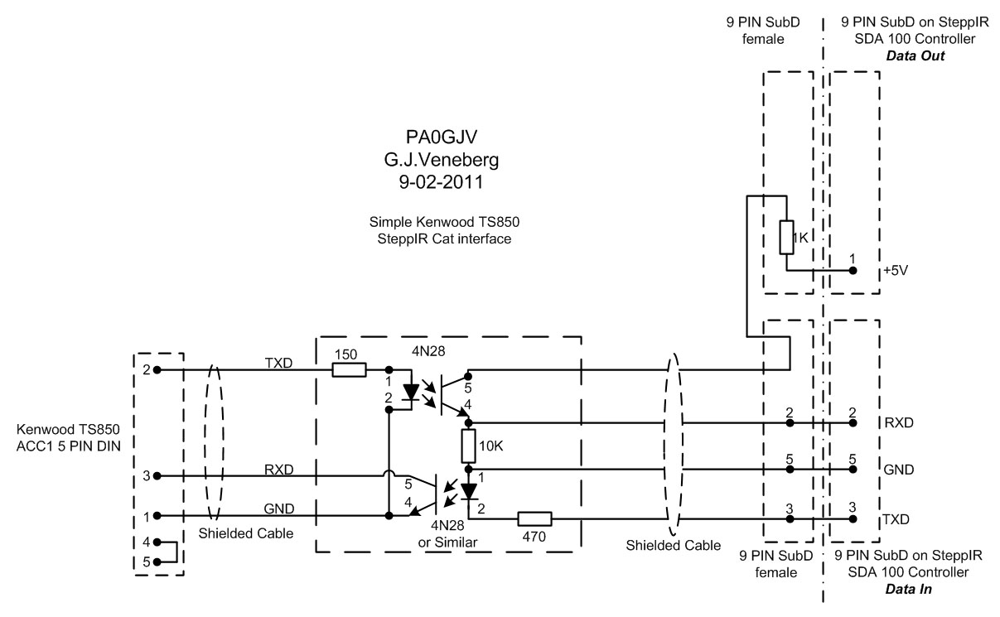 9 PIN SubD
female
9 PIN SubD on SteppIR
SDA 100 Controller
Data Out
PA0GJV
G.J.Veneberg
9-02-2011
Simple Kenwood TS850
SteppIR Cat interface
1K
1
+5V
150
4N28
2
TXD
1
2
5
4
2
2
RXD
Kenwood TS850
ACC1 5 PIN DIN
10K
5
5
GND
3
RXD
5
4
1
2
3
3
TXD
1
GND
Shielded Cable
4N28
or Similar
470
Shielded Cable
4
5
9 PIN SubD
female
9 PIN SubD on SteppIR
SDA 100 Controller
Data In